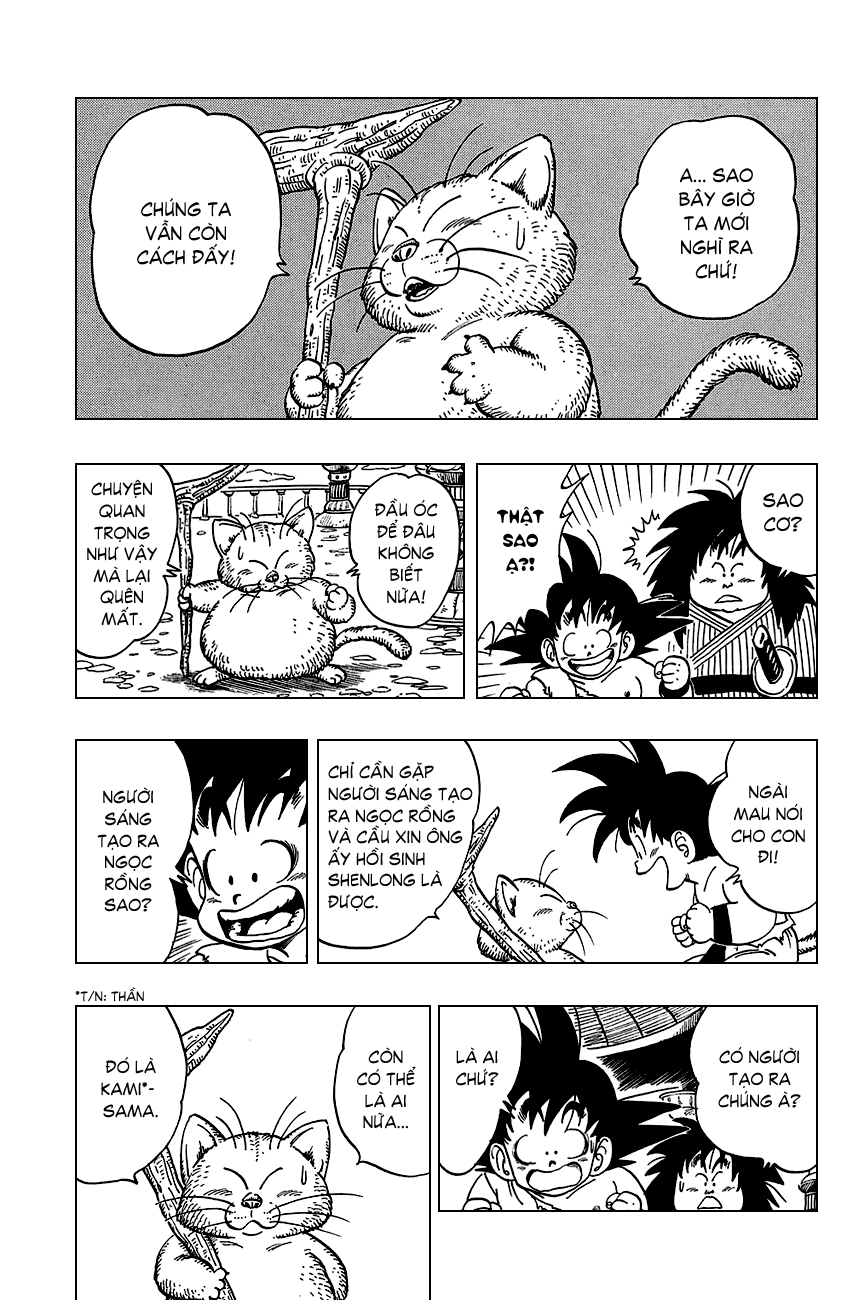 A... SAO
BÂY GIỜ
TA MỚI
NGHĨ RA
CHỨ!
CHÚNG TA
VẪN CÒN
CÁCH ĐẤY!
SAO
CƠ?
THẬT
SAO
Ạ?!
ĐẦU ÓC
ĐỂ ĐÂU
KHÔNG
BIẾT
NỮA!
CHUYỆN
QUAN
TRỌNG
NHƯ VẬY
MÀ LẠI
QUÊN
MẤT.
NGÀI
MAU NÓI
CHO CON
ĐI!
CHỈ CẦN GẶP
NGƯỜI SÁNG TẠO
RA NGỌC RỒNG
VÀ CẦU XIN ÔNG
ẤY HỒI SINH
SHENLONG LÀ
ĐƯỢC.
NGƯỜI
SÁNG
TẠO RA
NGỌC
RỒNG
SAO?
*T/N: THẦN
CÓ NGƯỜI
TẠO RA
CHÚNG À?
LÀ AI
CHỨ?
CÒN
CÓ THỂ
LÀ AI
NỮA...
ĐÓ LÀ
KAMI*-
SAMA.